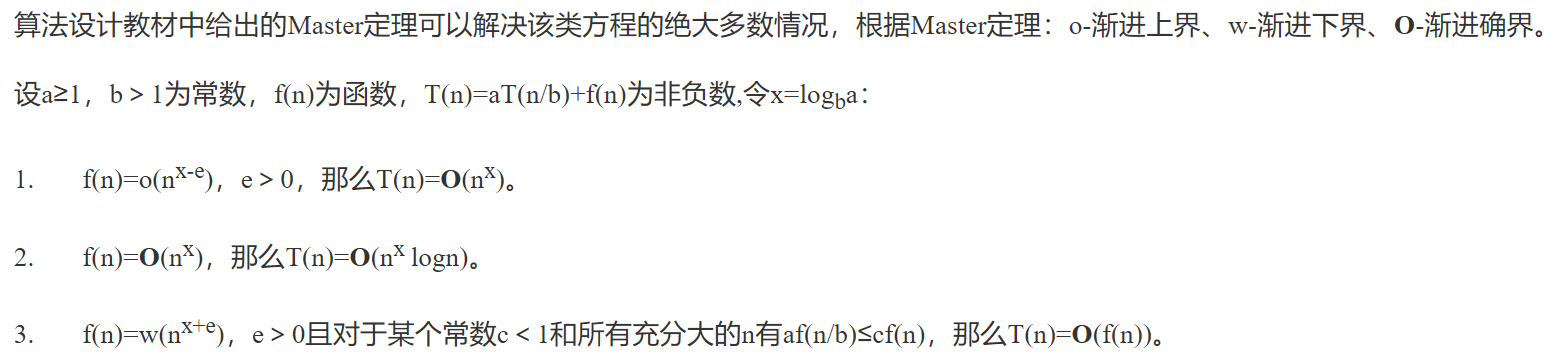 算法设计教材中给出的Master定理可以解决该类方程的绝大多数情况，根据Master定理：o-渐进上界、w-渐进下界、O-渐进确界。
设a≥1，b > 1为常数，f(n)为函数，T(n)=aT(n/b)+f(n)为非负数,令x=log_b a：
1. f(n)=o(n^{x-e})，e > 0，那么T(n)=O(n^x)。
2. f(n)=O(n^x)，那么T(n)=O(n^x logn)。
3. f(n)=w(n^{x+e})，e > 0且对于某个常数c < 1和所有充分大的n有af(n/b)≤cf(n)，那么T(n)=O(f(n))。